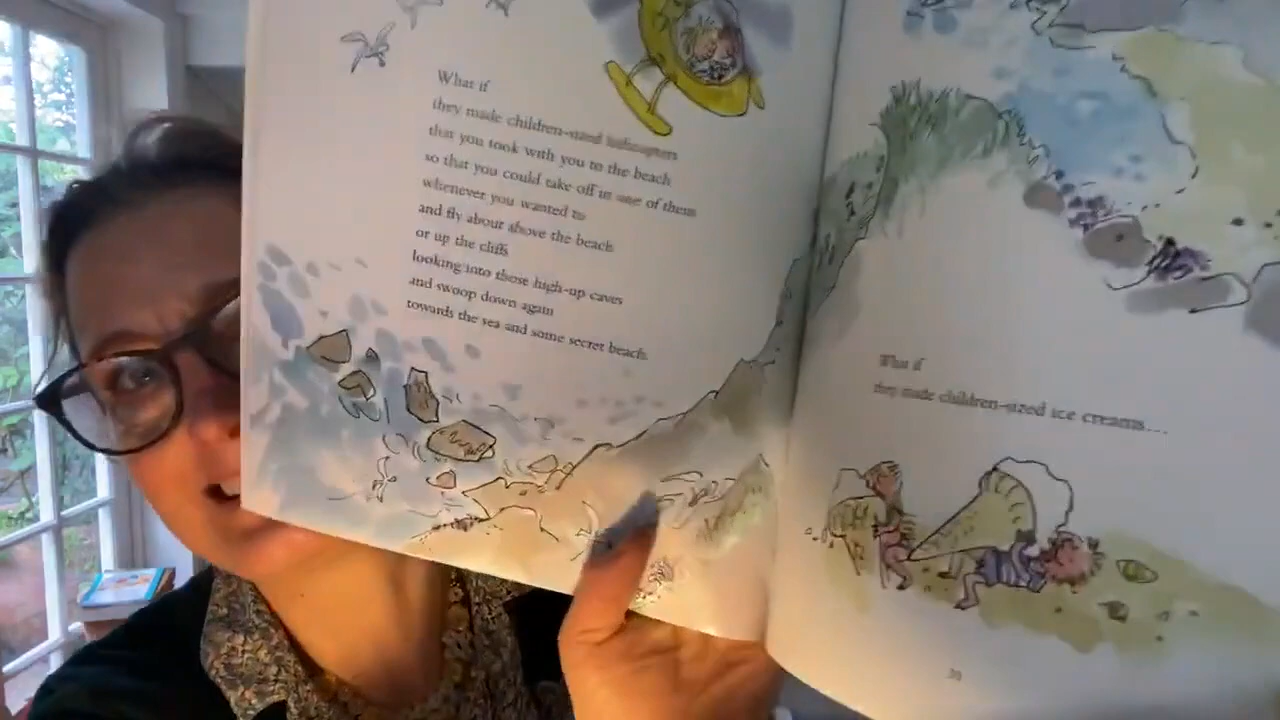 What if
they made children-sized helicopters
that you took with you to the beach
so that you could take off in one of them
whenever you wanted to
and fly about above the beach
or up the cliffs
looking into those high-up caves
and swoop down again
towards the sea and some secret beach.
What if
they made children-sized ice creams...
30